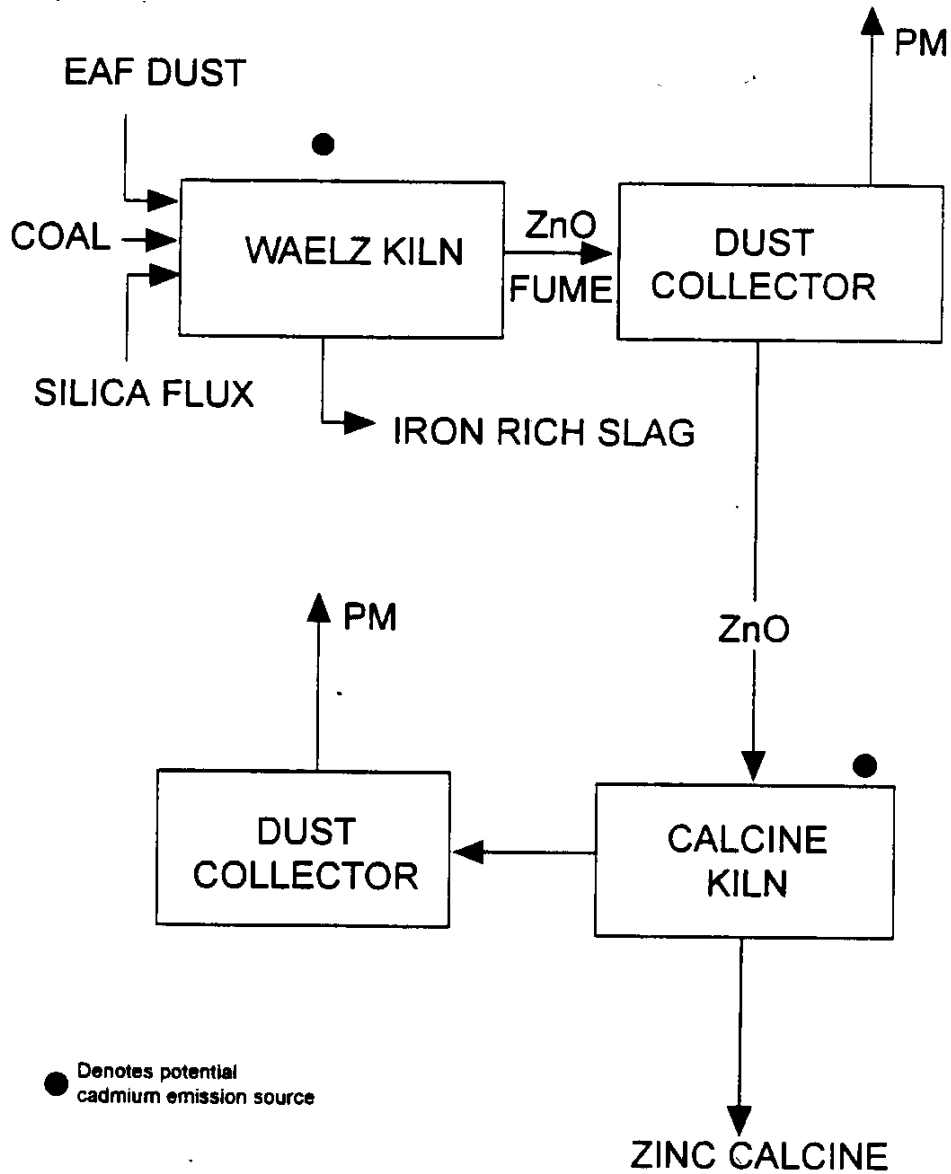 PM
EAF DUST
COAL
WAELZ KILN
ZnO
FUME
DUST
COLLECTOR
SILICA FLUX
IRON RICH SLAG
PM
ZnO
DUST
COLLECTOR
CALCINE
KILN
Denotes potential
cadmium emission source
ZINC CALCINE